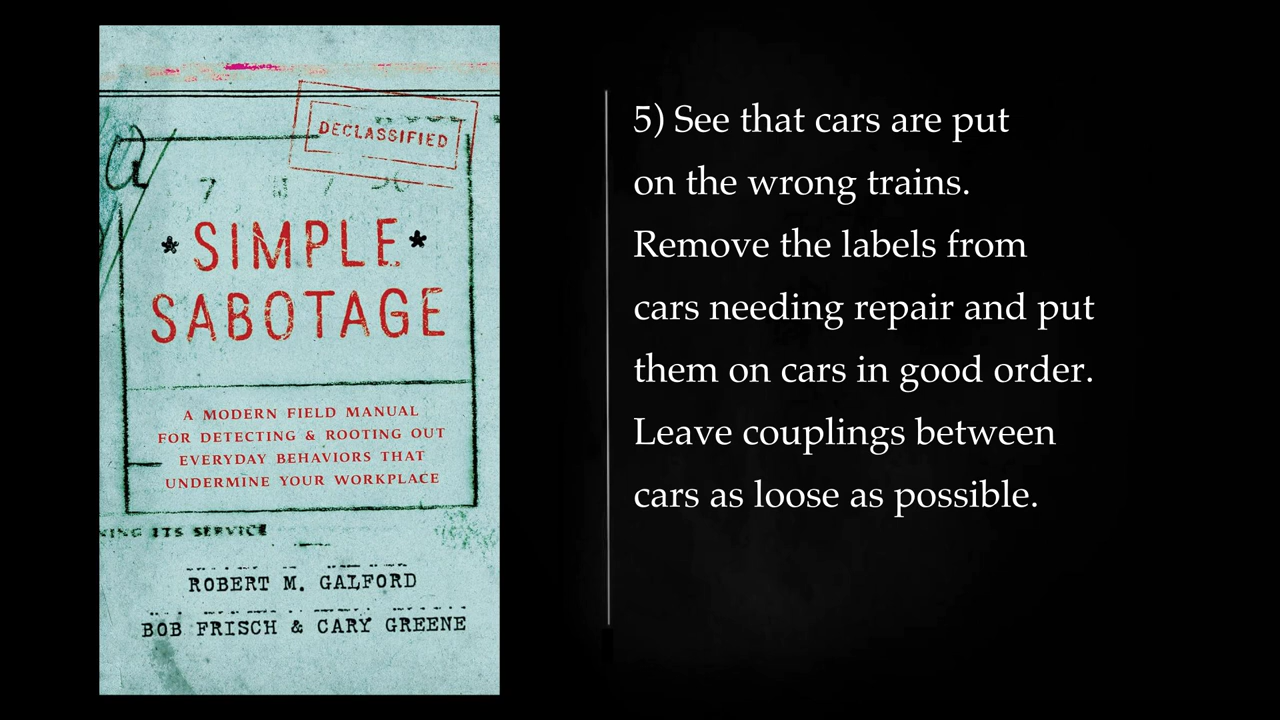 DECLASSIFIED
*SIMPLE*
SABOTAGE
A MODERN FIELD MANUAL
FOR DETECTING & ROOTING OUT
EVERYDAY BEHAVIORS THAT
UNDERMINE YOUR WORKPLACE
ITS SERVICE
ROBERT M. GALFORD
BOB FRISCH & CARY GREENE
5) See that cars are put
on the wrong trains.
Remove the labels from
cars needing repair and put
them on cars in good order.
Leave couplings between
cars as loose as possible.